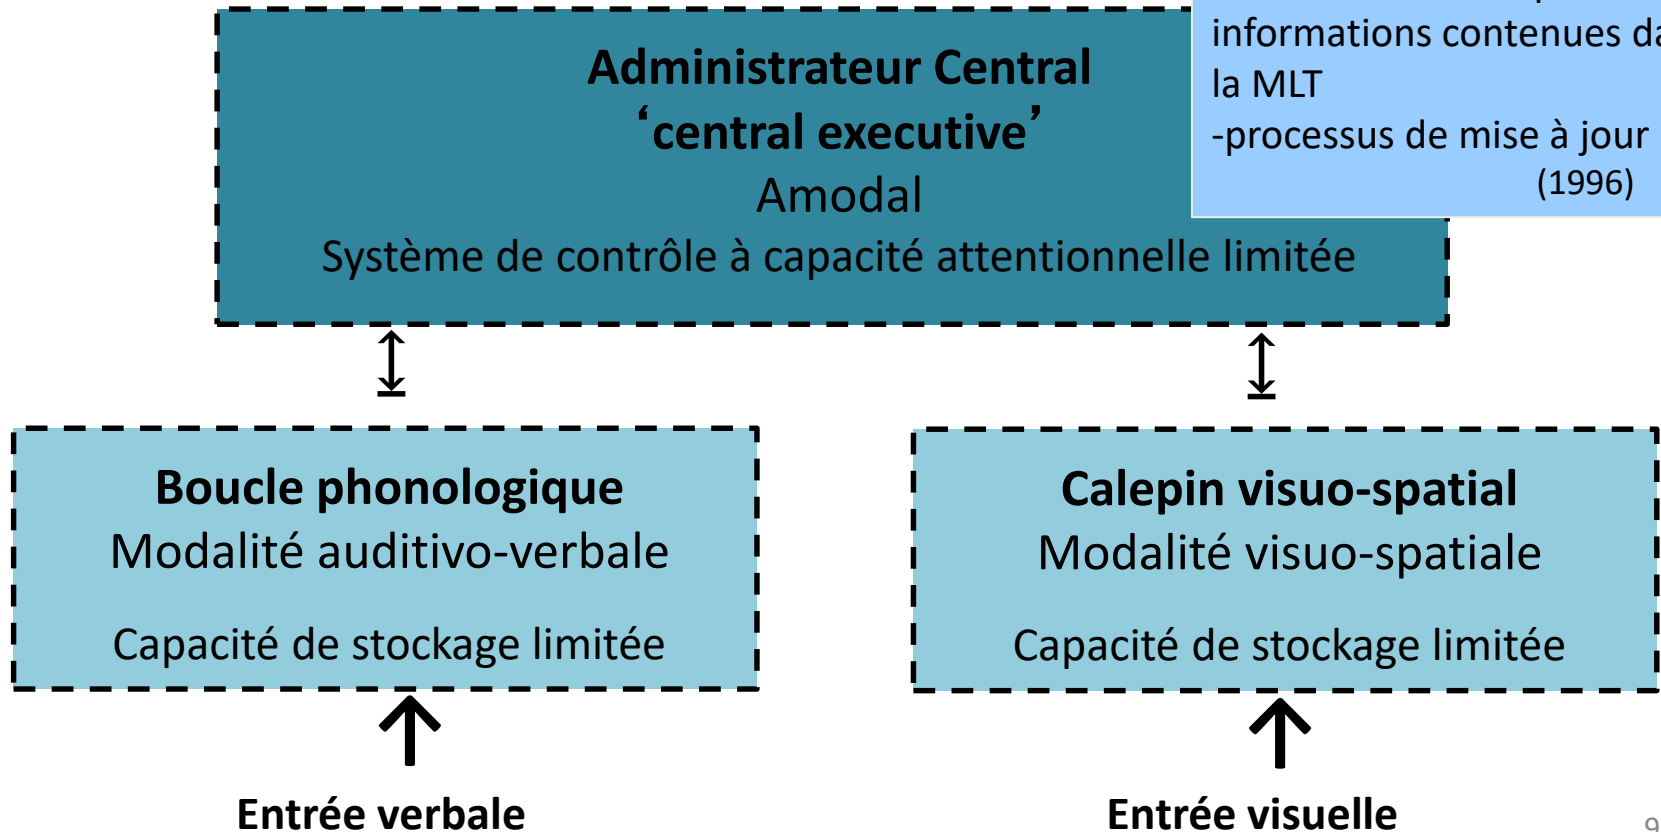 informations contenues
la MLT
-processus de mise à jour
(1996)
Administrateur Central
‘central executive’
Amodal
Système de contrôle à capacité attentionnelle limitée
Boucle phonologique
Modalité auditivo-verbale
Capacité de stockage limitée
Calepin visuo-spatial
Modalité visuo-spatiale
Capacité de stockage limitée
Entrée verbale
Entrée visuelle
9